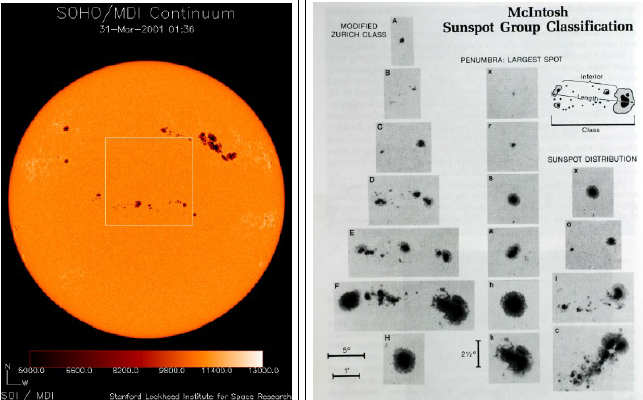 SOHO/MDI Continuum
31-Mar-2001 01:36
6000.0 6600.0 8200.0 9800.0 11400.0 13000.0
N
W
SOI / MDI
Stanford Lockheed Institute for Space Research
McIntosh
Sunspot Group Classification
MODIFIED
ZURICH CLASS
PENUMBRA: LARGEST SPOT
SUNSPOT DISTRIBUTION
Interior
Length
Class
A
B
C
D
E
F
H
x
r
s
a
h
k
x
o
i
c
5°
1'
2½°